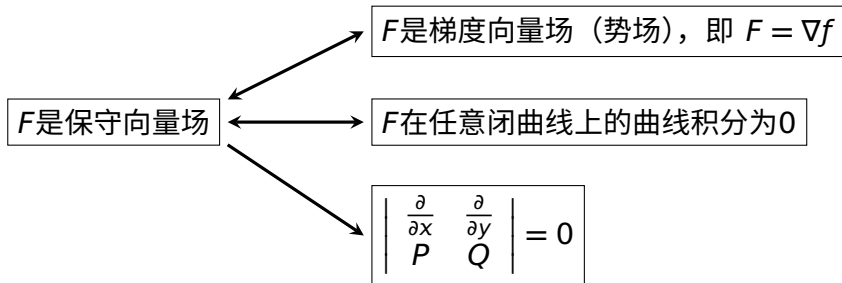 F是梯度向量场（势场），即 F = ∇f
F是保守向量场
F在任意闭曲线上的曲线积分为0
| ∂/∂x ∂/∂y |
| P Q | = 0